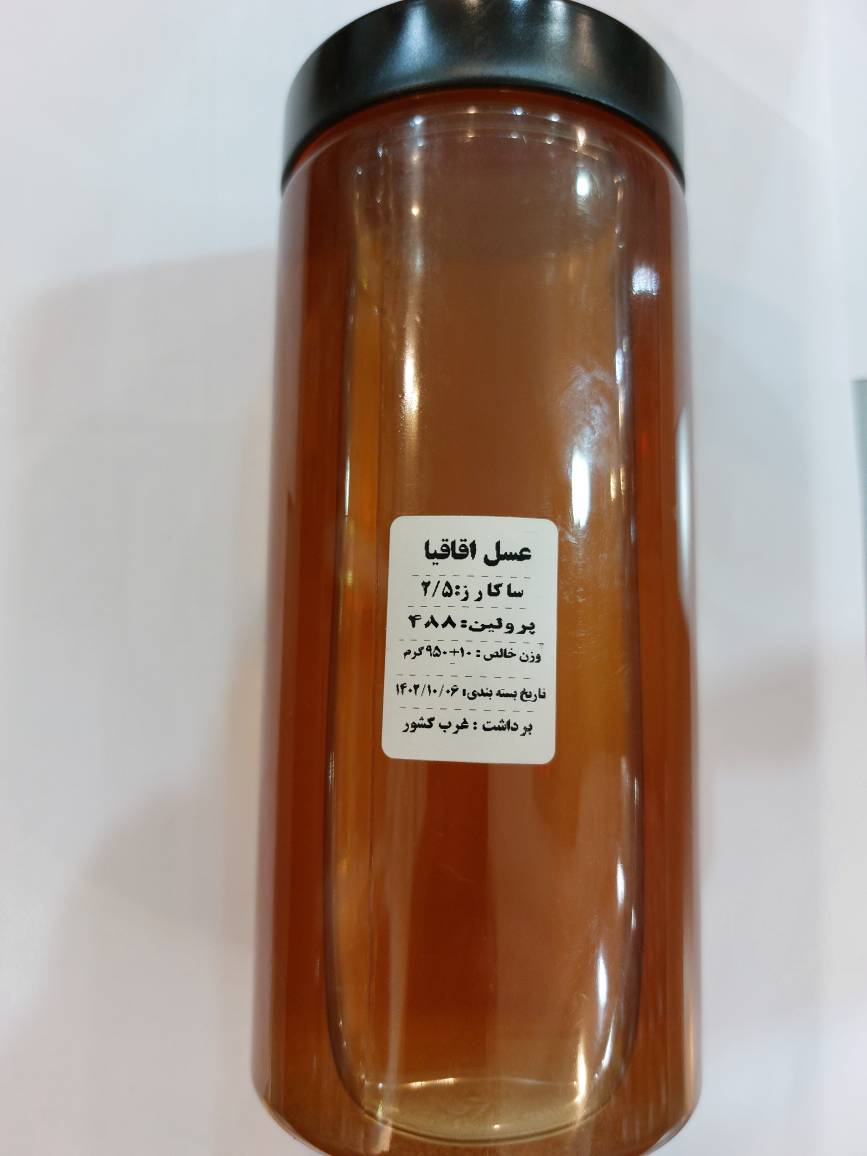 عسل اقاقیا
ساکارز:۲/۵
پروتین:۴۸۸
وزن خالص : ۱۰+۹۵۰گرم
تاریخ بسته بندی: ۱۴۰۲/۱۰/۰۶
برداشت : غرب کشور